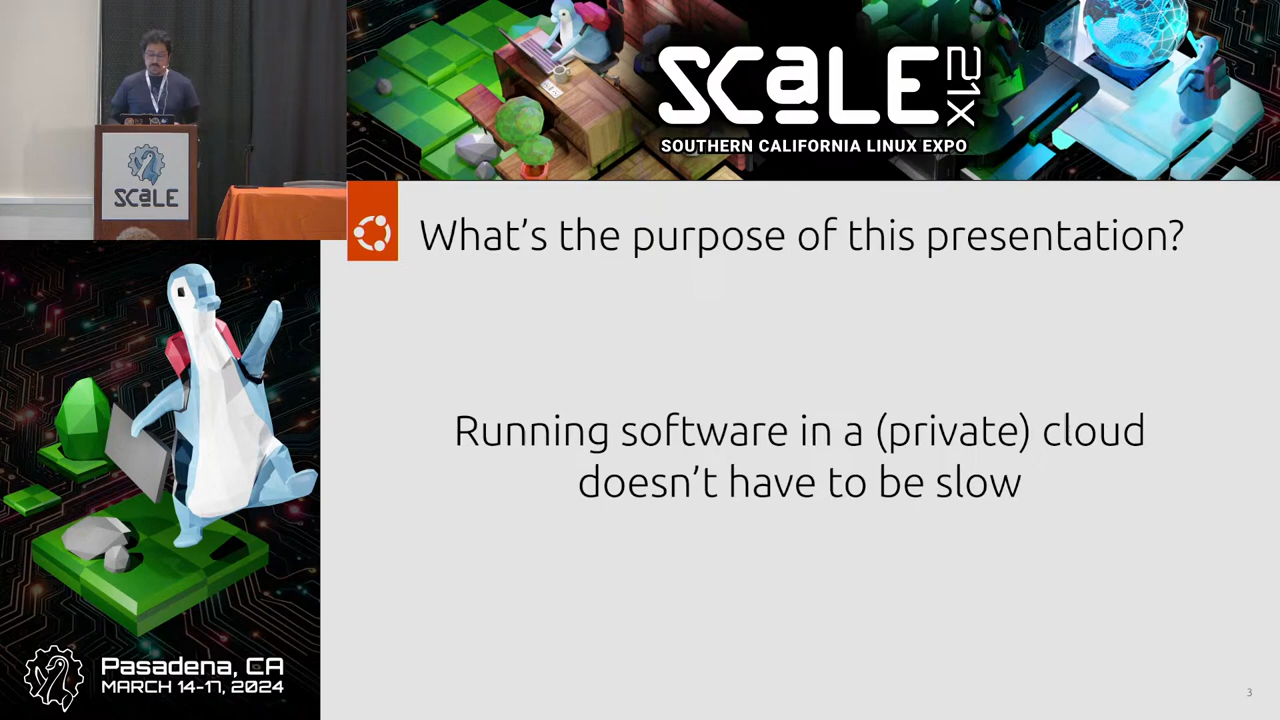 SCaLE
21X
SOUTHERN CALIFORNIA LINUX EXPO
SCaLE
What's the purpose of this presentation?
Running software in a (private) cloud
doesn't have to be slow
Pasadena, CA
MARCH 14-17, 2024
3